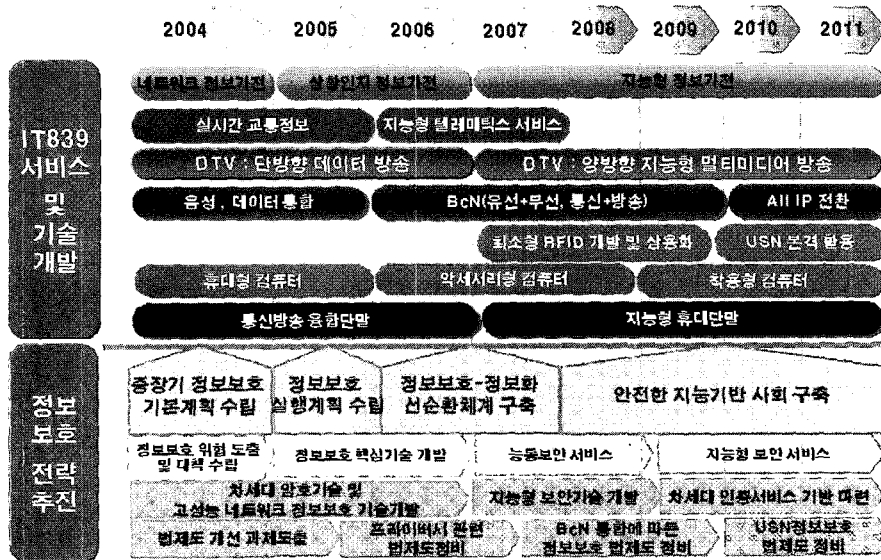 2004 2005 2006 2007 2008 2009 2010 2011
IT839
서비스
및
기술
개발
네트워크 정보가전 상황인지 정보가전 지능형 정보가전
실시간 교통정보 지능형 텔레매틱스 서비스
DTV : 단방향 데이터 방송 DTV : 양방향 지능형 멀티미디어 방송
음성, 데이터 통합 BcN(유선+무선, 통신+방송) All IP 전환
최소형 RFID 개발 및 상용화 USN 본격 활용
휴대형 컴퓨터 악세서리형 컴퓨터 착용형 컴퓨터
통신방송 융합단말 지능형 휴대단말
정보
보호
전략
추진
중장기 정보보호 정보보호 정보보호-정보화 안전한 지능기반 사회 구축
기본계획 수립 실행계획 수립 선순환체계 구축
정보보호 위협 도출 정보보호 핵심기술 개발 능동보안 서비스 지능형 보안 서비스
및 대책 수립
차세대 암호기술 및 지능형 보안기술 개발 차세대 인증서비스 기반 마련
고성능 네트워크 정보보호 기술개발
법제도 개선 과제도출 프라이버시 관련 BcN 통합에 따른 USN정보보호
법제도정비 정보보호 법제도 정비 법제도 정비